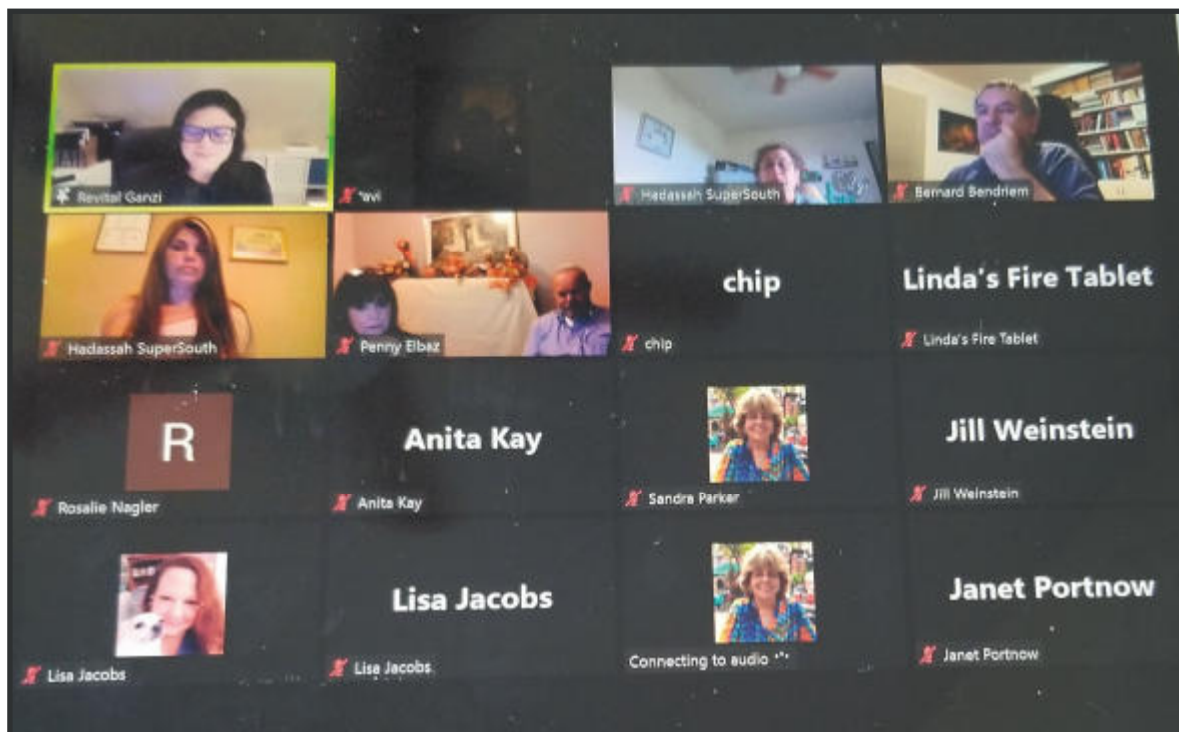 Revital Ganzi
Hadassah SuperSouth
Bernard Bendriem
Hadassah SuperSouth
Penny Elbaz
chip
chip
Linda's Fire Tablet
Linda's Fire Tablet
R
Rosalie Nagler
Anita Kay
Anita Kay
Sandra Parker
Jill Weinstein
Jill Weinstein
Lisa Jacobs
Lisa Jacobs
Lisa Jacobs
Connecting to audio
Janet Portnow
Janet Portnow